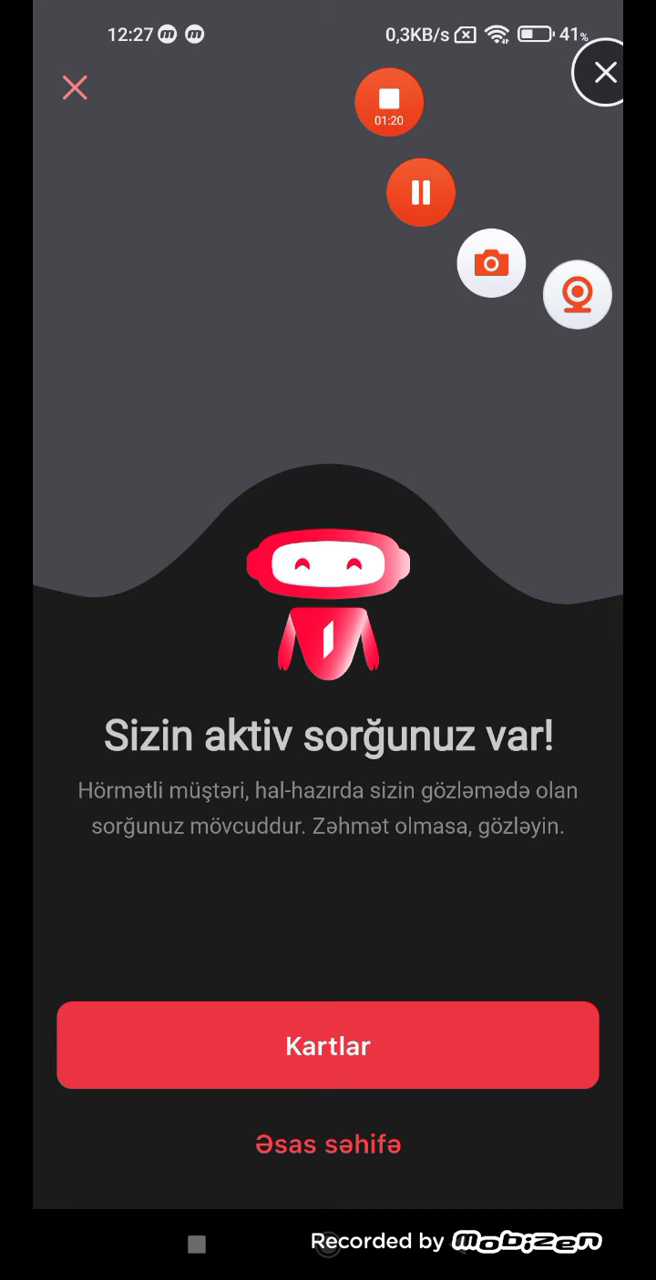 12:27
0,3KB/s 41%
01:20
Sizin aktiv sorğunuz var!
Hörmətli müştəri, hal-hazırda sizin gözləmədə olan
sorğunuz mövcuddur. Zəhmət olmasa, gözləyin.
Kartlar
Əsas səhifə
Recorded by mobizen